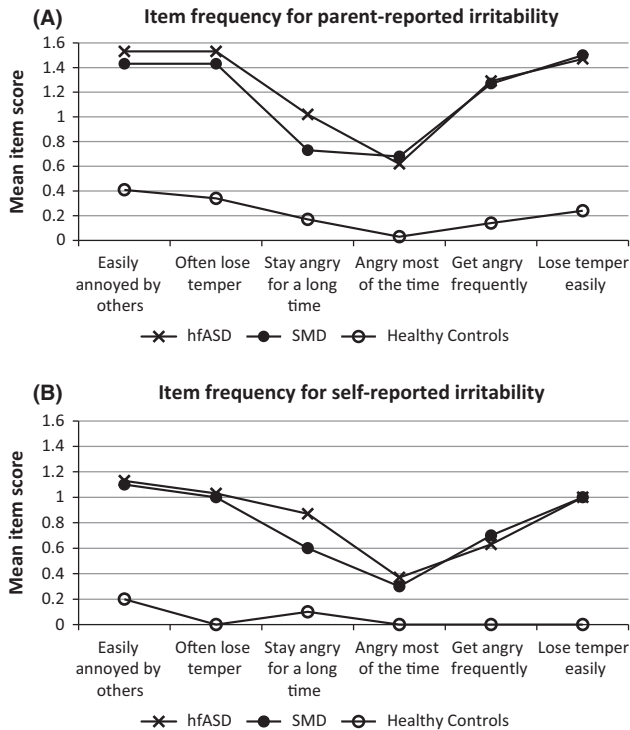 (A) Item frequency for parent-reported irritability
Mean item score
1.6
1.4
1.2
1
0.8
0.6
0.4
0.2
0
Easily annoyed by others
Often lose temper
Stay angry for a long time
Angry most of the time
Get angry frequently
Lose temper easily
hfASD SMD Healthy Controls
(B) Item frequency for self-reported irritability
Mean item score
1.6
1.4
1.2
1
0.8
0.6
0.4
0.2
0
Easily annoyed by others
Often lose temper
Stay angry for a long time
Angry most of the time
Get angry frequently
Lose temper easily
hfASD SMD Healthy Controls